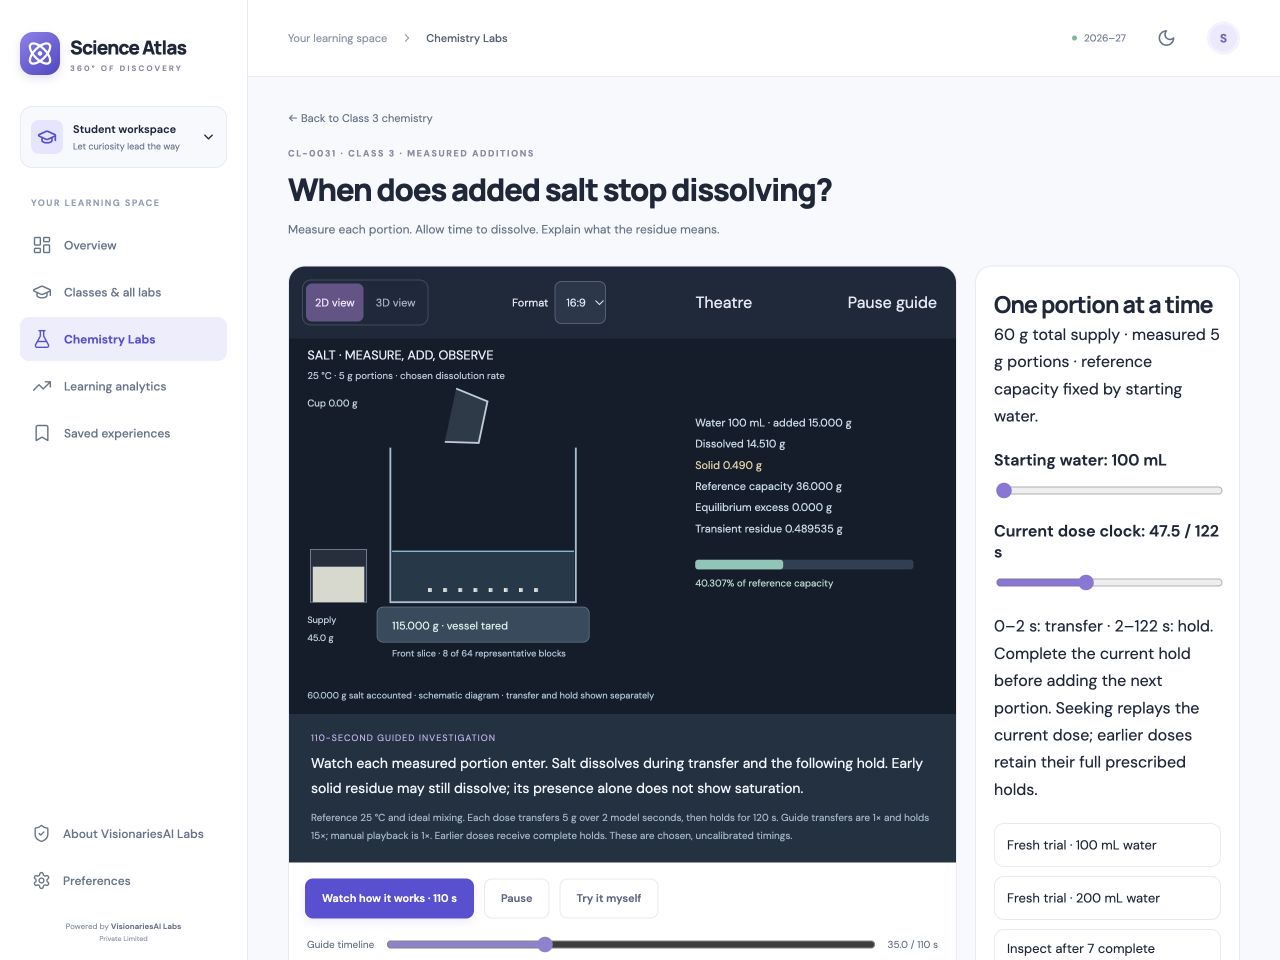 Science Atlas
360° OF DISCOVERY
Student workspace
Let curiosity lead the way
YOUR LEARNING SPACE
Overview
Classes & all labs
Chemistry Labs
Learning analytics
Saved experiences
About VisionariesAI Labs
Preferences
Powered by VisionariesAI Labs
Private Limited
Your learning space
Chemistry Labs
2026–27
S
← Back to Class 3 chemistry
CL-0031 · CLASS 3 · MEASURED ADDITIONS
When does added salt stop dissolving?
Measure each portion. Allow time to dissolve. Explain what the residue means.
2D view
3D view
Format
16:9
Theatre
Pause guide
SALT · MEASURE, ADD, OBSERVE
25 °C · 5 g portions · chosen dissolution rate
Cup 0.00 g
Water 100 mL · added 15.000 g
Dissolved 14.510 g
Solid 0.490 g
Reference capacity 36.000 g
Equilibrium excess 0.000 g
Transient residue 0.489535 g
40.307% of reference capacity
Supply
45.0 g
115.000 g · vessel tared
Front slice · 8 of 64 representative blocks
60.000 g salt accounted · schematic diagram · transfer and hold shown separately
110-SECOND GUIDED INVESTIGATION
Watch each measured portion enter. Salt dissolves during transfer and the following hold. Early
solid residue may still dissolve; its presence alone does not show saturation.
Reference 25 °C and ideal mixing. Each dose transfers 5 g over 2 model seconds, then holds for 120 s. Guide transfers are 1× and holds
15×; manual playback is 1×. Earlier doses receive complete holds. These are chosen, uncalibrated timings.
Watch how it works · 110 s
Pause
Try it myself
Guide timeline
35.0 / 110 s
One portion at a time
60 g total supply · measured 5
g portions · reference
capacity fixed by starting
water.
Starting water: 100 mL
Current dose clock: 47.5 / 122
s
0–2 s: transfer · 2–122 s: hold.
Complete the current hold
before adding the next
portion. Seeking replays the
current dose; earlier doses
retain their full prescribed
holds.
Fresh trial · 100 mL water
Fresh trial · 200 mL water
Inspect after 7 complete